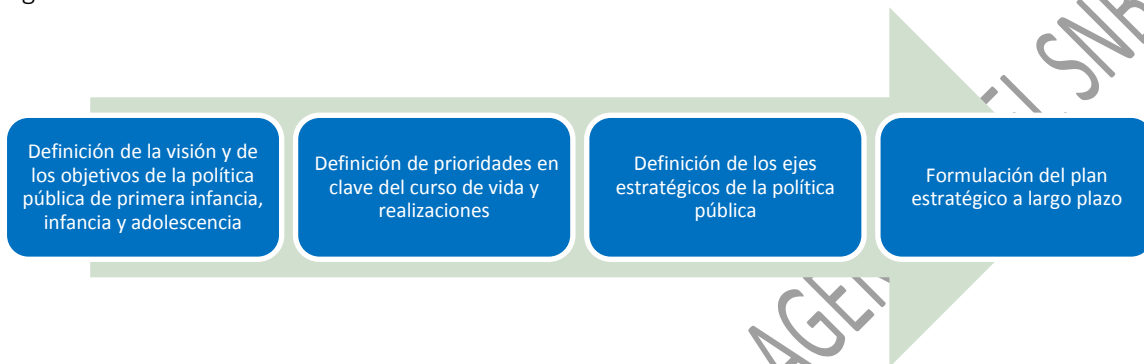 Definición de la visión y de
los objetivos de la política
pública de primera infancia,
infancia y adolescencia
Definición de prioridades en
clave del curso de vida y
realizaciones
Definición de los ejes
estratégicos de la política
pública
Formulación del plan
estratégico a largo plazo